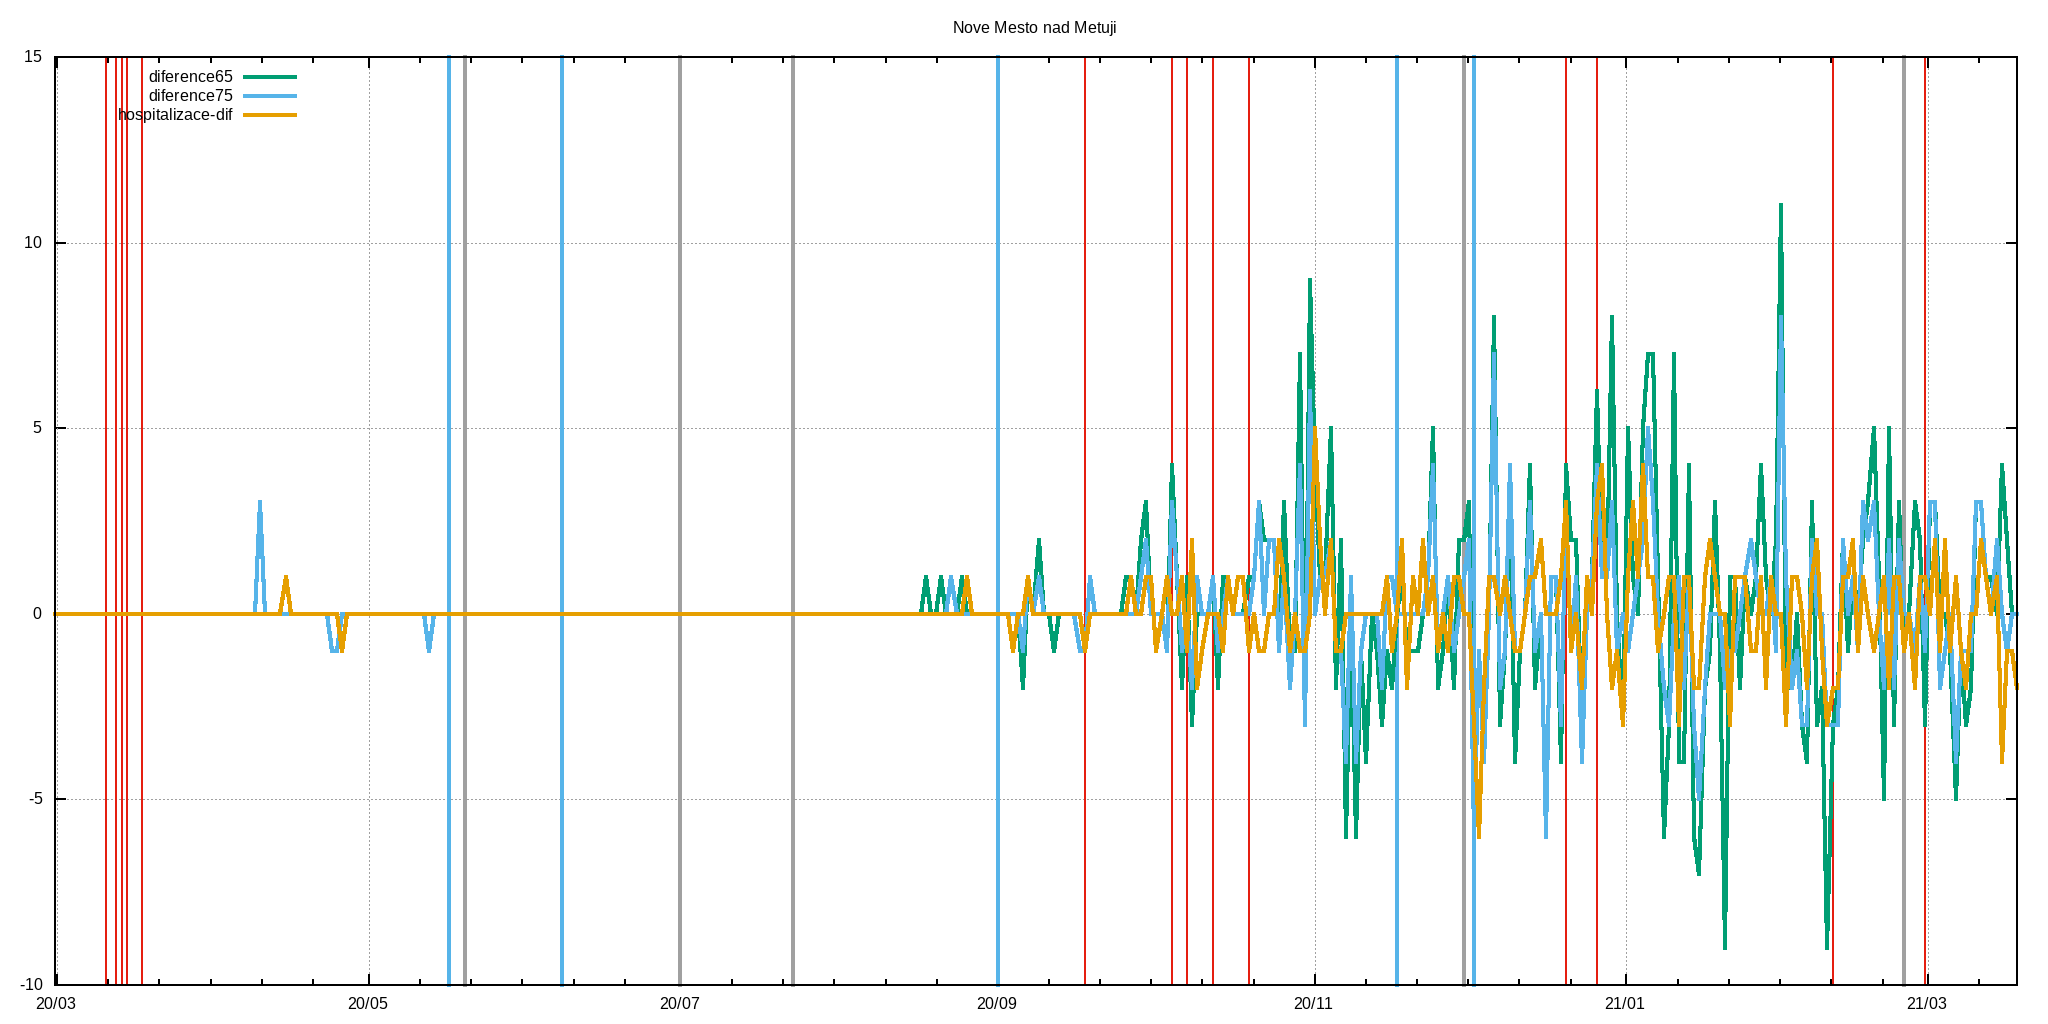 Nove Mesto nad Metuji
15
diference65
diference75
hospitalizace-dif
10
5
0
-5
-10
20/03 20/05 20/07 20/09 20/11 21/01 21/03